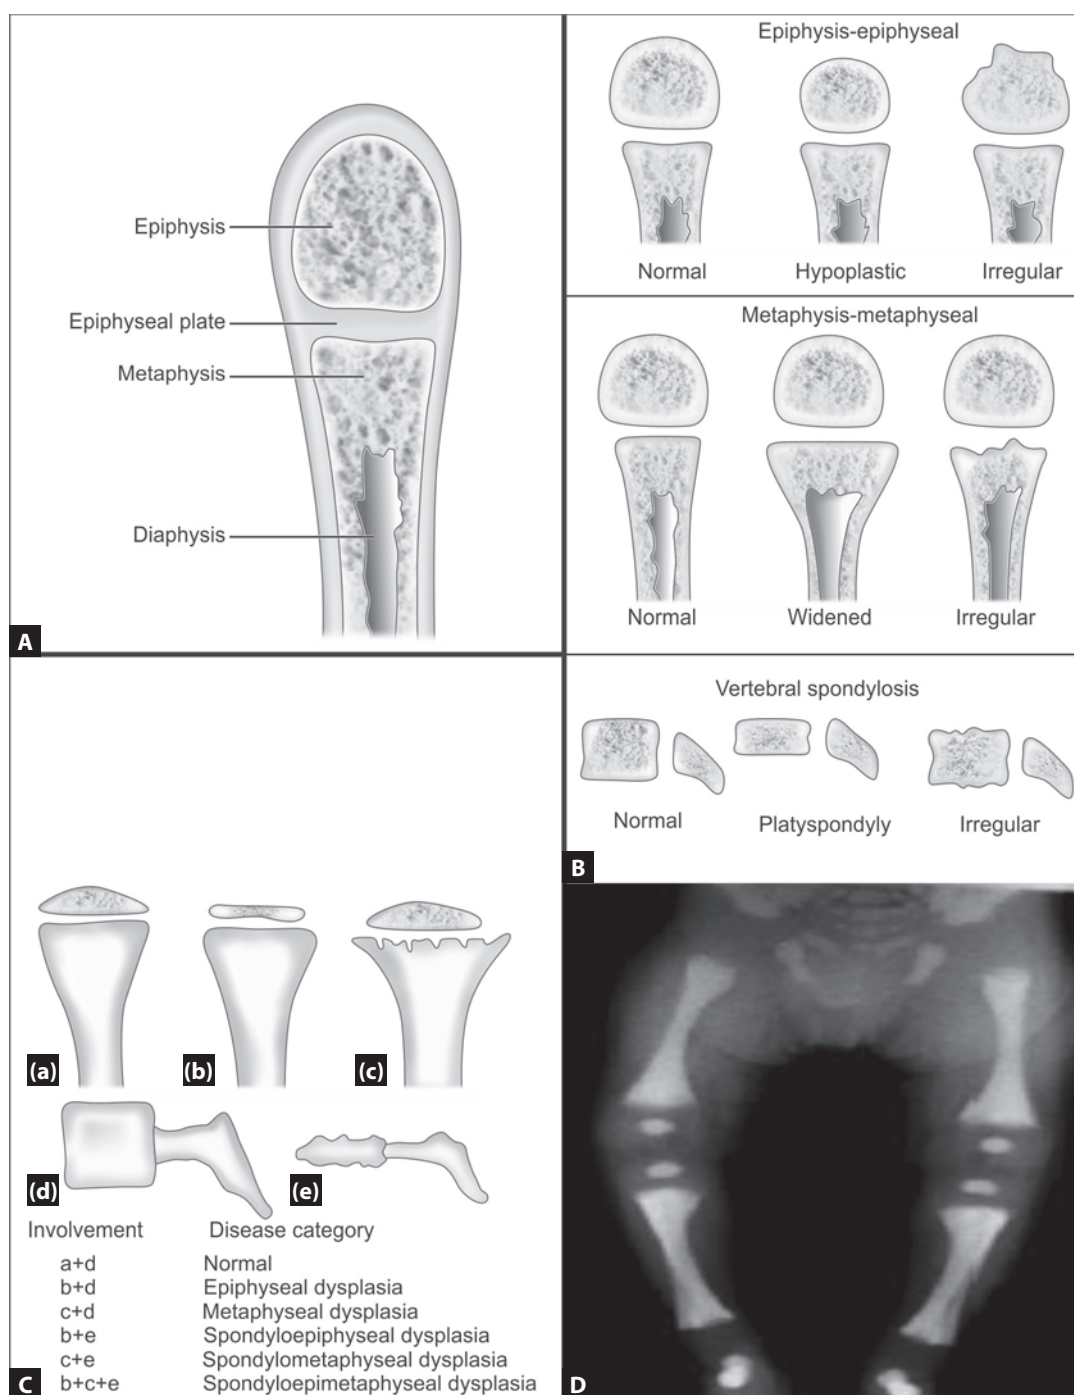 Epiphysis
Epiphyseal plate
Metaphysis
Diaphysis
A
Epiphysis-epiphyseal
Normal Hypoplastic Irregular
Metaphysis-metaphyseal
Normal Widened Irregular
Vertebral spondylosis
Normal Platyspondyly Irregular
B
(a) (b) (c)
(d) (e)
Involvement Disease category
a+d Normal
b+d Epiphyseal dysplasia
c+d Metaphyseal dysplasia
b+e Spondyloepiphyseal dysplasia
c+e Spondylometaphyseal dysplasia
b+c+e Spondyloepimetaphyseal dysplasia
C
D